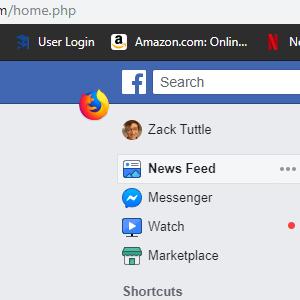 m/home.php
User Login
Amazon.com: Onlin...
N
Search
Zack Tuttle
News Feed
Messenger
Watch
Marketplace
Shortcuts